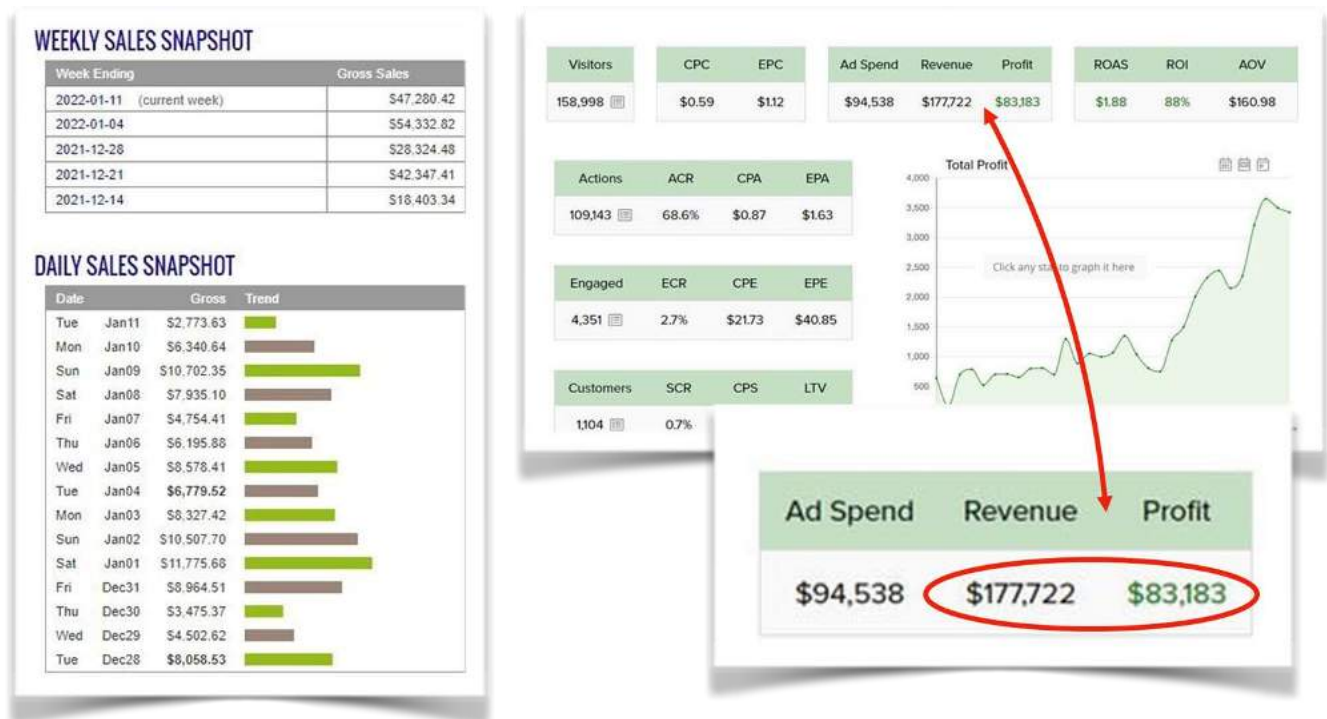 WEEKLY SALES SNAPSHOT
Week Ending Gross Sales
2022-01-11 (current week) $47,280.42
2022-01-04 $54,332.82
2021-12-28 $28,324.48
2021-12-21 $42,347.41
2021-12-14 $18,403.34
DAILY SALES SNAPSHOT
Date Gross Trend
Tue Jan11 $2,773.63
Mon Jan10 $6,340.64
Sun Jan09 $10,702.35
Sat Jan08 $7,935.10
Fri Jan07 $4,754.41
Thu Jan06 $6,195.88
Wed Jan05 $8,578.41
Tue Jan04 $6,779.52
Mon Jan03 $8,327.42
Sun Jan02 $10,507.70
Sat Jan01 $11,775.68
Fri Dec31 $8,964.51
Thu Dec30 $3,475.37
Wed Dec29 $4,502.62
Tue Dec28 $8,058.53
Visitors CPC EPC Ad Spend Revenue Profit ROAS ROI AOV
158,998 $0.59 $1.12 $94,538 $177,722 $83,183 $1.88 88% $160.98
Actions ACR CPA EPA
109,143 68.6% $0.87 $1.63
Engaged ECR CPE EPE
4,351 2.7% $21.73 $40.85
Customers SCR CPS LTV
1,104 0.7%
Total Profit
4,000
3,500
3,000
2,500
Click any stat to graph it here
2,000
1,500
1,000
500
Ad Spend Revenue Profit
$94,538 $177,722 $83,183